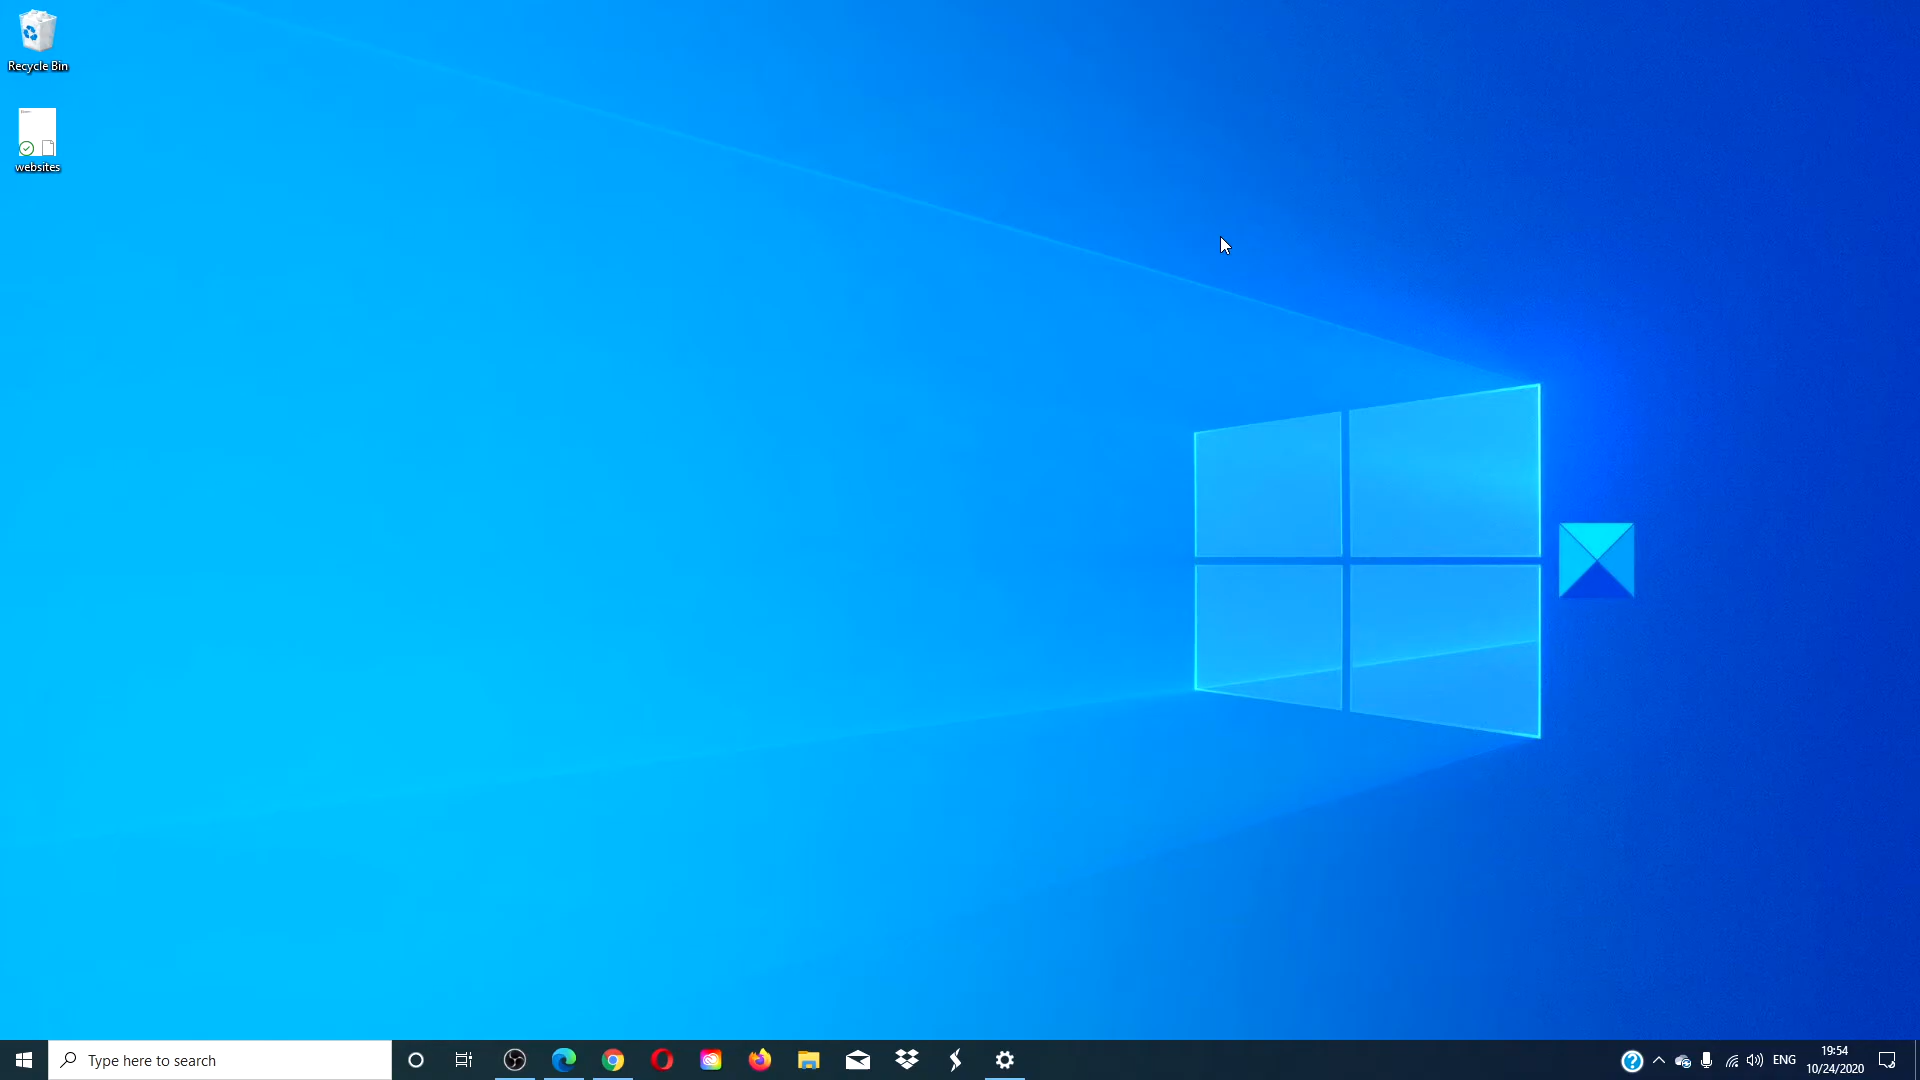 Recycle Bin
websites
Type here to search
ENG
19:54
10/24/2020